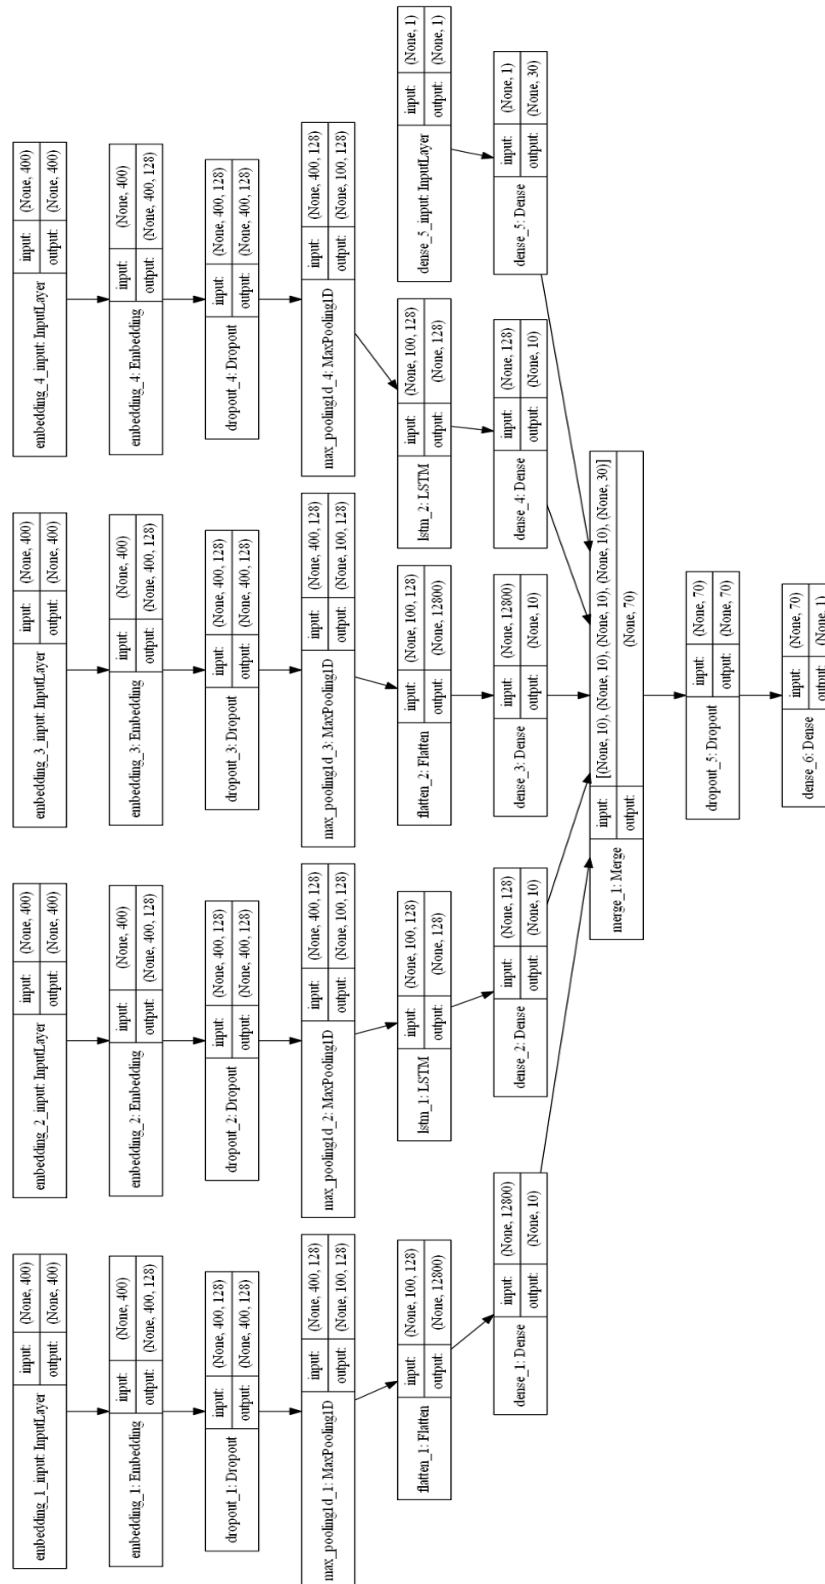 embedding_1_input: InputLayer
input:
(None, 400)
output:
(None, 400)
embedding_2_input: InputLayer
input:
(None, 400)
output:
(None, 400)
embedding_3_input: InputLayer
input:
(None, 400)
output:
(None, 400)
embedding_4_input: InputLayer
input:
(None, 400)
output:
(None, 400)
embedding_1: Embedding
input:
(None, 400)
output:
(None, 400, 128)
embedding_2: Embedding
input:
(None, 400)
output:
(None, 400, 128)
embedding_3: Embedding
input:
(None, 400)
output:
(None, 400, 128)
embedding_4: Embedding
input:
(None, 400)
output:
(None, 400, 128)
dropout_1: Dropout
input:
(None, 400, 128)
output:
(None, 400, 128)
dropout_2: Dropout
input:
(None, 400, 128)
output:
(None, 400, 128)
dropout_3: Dropout
input:
(None, 400, 128)
output:
(None, 400, 128)
dropout_4: Dropout
input:
(None, 400, 128)
output:
(None, 400, 128)
max_pooling1d_1: MaxPooling1D
input:
(None, 400, 128)
output:
(None, 100, 128)
max_pooling1d_2: MaxPooling1D
input:
(None, 400, 128)
output:
(None, 100, 128)
max_pooling1d_3: MaxPooling1D
input:
(None, 400, 128)
output:
(None, 100, 128)
max_pooling1d_4: MaxPooling1D
input:
(None, 400, 128)
output:
(None, 100, 128)
flatten_1: Flatten
input:
(None, 100, 128)
output:
(None, 12800)
lstm_1: LSTM
input:
(None, 100, 128)
output:
(None, 128)
flatten_2: Flatten
input:
(None, 100, 128)
output:
(None, 12800)
lstm_2: LSTM
input:
(None, 100, 128)
output:
(None, 128)
dense_5_input: InputLayer
input:
(None, 1)
output:
(None, 1)
dense_1: Dense
input:
(None, 12800)
output:
(None, 10)
dense_2: Dense
input:
(None, 128)
output:
(None, 10)
dense_3: Dense
input:
(None, 12800)
output:
(None, 10)
dense_4: Dense
input:
(None, 128)
output:
(None, 10)
dense_5: Dense
input:
(None, 1)
output:
(None, 30)
merge_1: Merge
input:
[(None, 10), (None, 10), (None, 10), (None, 10), (None, 30)]
output:
(None, 70)
dropout_5: Dropout
input:
(None, 70)
output:
(None, 70)
dense_6: Dense
input:
(None, 70)
output:
(None, 1)